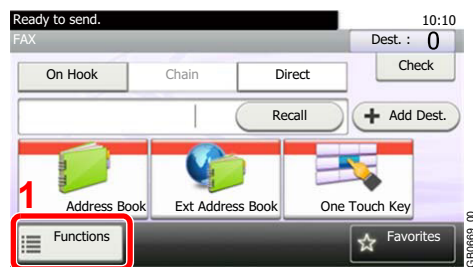 Ready to send. 10:10
FAX Dest. : 0
On Hook Chain Direct Check
Recall Add Dest.
1 Address Book Ext Address Book One Touch Key
Functions Favorites
GB0669_00